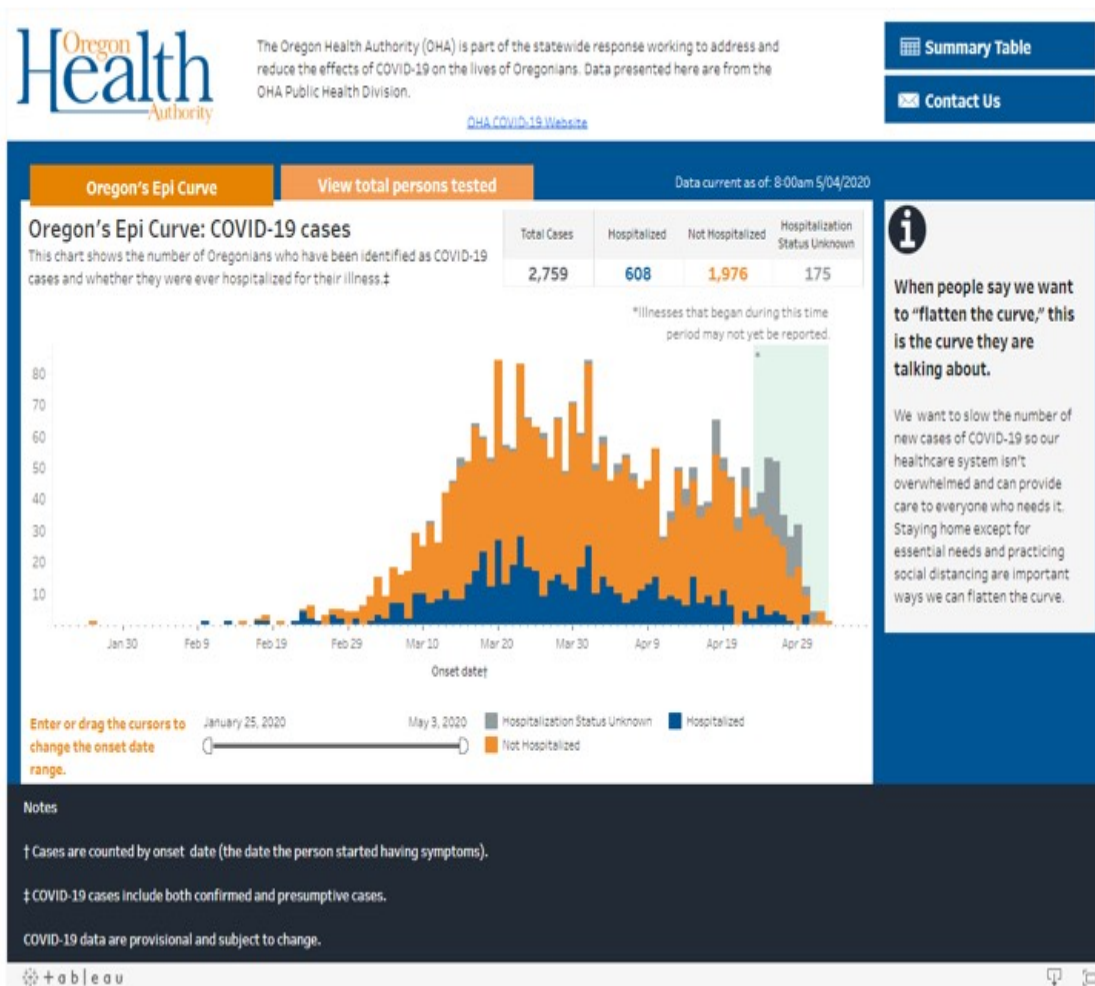 Oregon
Health
Authority
The Oregon Health Authority (OHA) is part of the statewide response working to address and
reduce the effects of COVID-19 on the lives of Oregonians. Data presented here are from the
OHA Public Health Division.
OHA COVID-19 Website
Summary Table
Contact Us
Oregon's Epi Curve
View total persons tested
Data current as of: 8:00am 5/04/2020
Oregon's Epi Curve: COVID-19 cases
This chart shows the number of Oregonians who have been identified as COVID-19
cases and whether they were ever hospitalized for their illness.‡
Total Cases
Hospitalized
Not Hospitalized
Hospitalization
Status Unknown
2,759
608
1,976
175
*Illnesses that began during this time
period may not yet be reported.
*
80
70
60
50
40
30
20
10
Jan 30
Feb 9
Feb 19
Feb 29
Mar 10
Mar 20
Mar 30
Apr 9
Apr 19
Apr 29
Onset date†
Enter or drag the cursors to
change the onset date
range.
January 25, 2020
May 3, 2020
Hospitalization Status Unknown
Hospitalized
Not Hospitalized
i
When people say we want
to "flatten the curve," this
is the curve they are
talking about.
We want to slow the number of
new cases of COVID-19 so our
healthcare system isn't
overwhelmed and can provide
care to everyone who needs it.
Staying home except for
essential needs and practicing
social distancing are important
ways we can flatten the curve.
Notes
† Cases are counted by onset date (the date the person started having symptoms).
‡ COVID-19 cases include both confirmed and presumptive cases.
COVID-19 data are provisional and subject to change.
+ableau